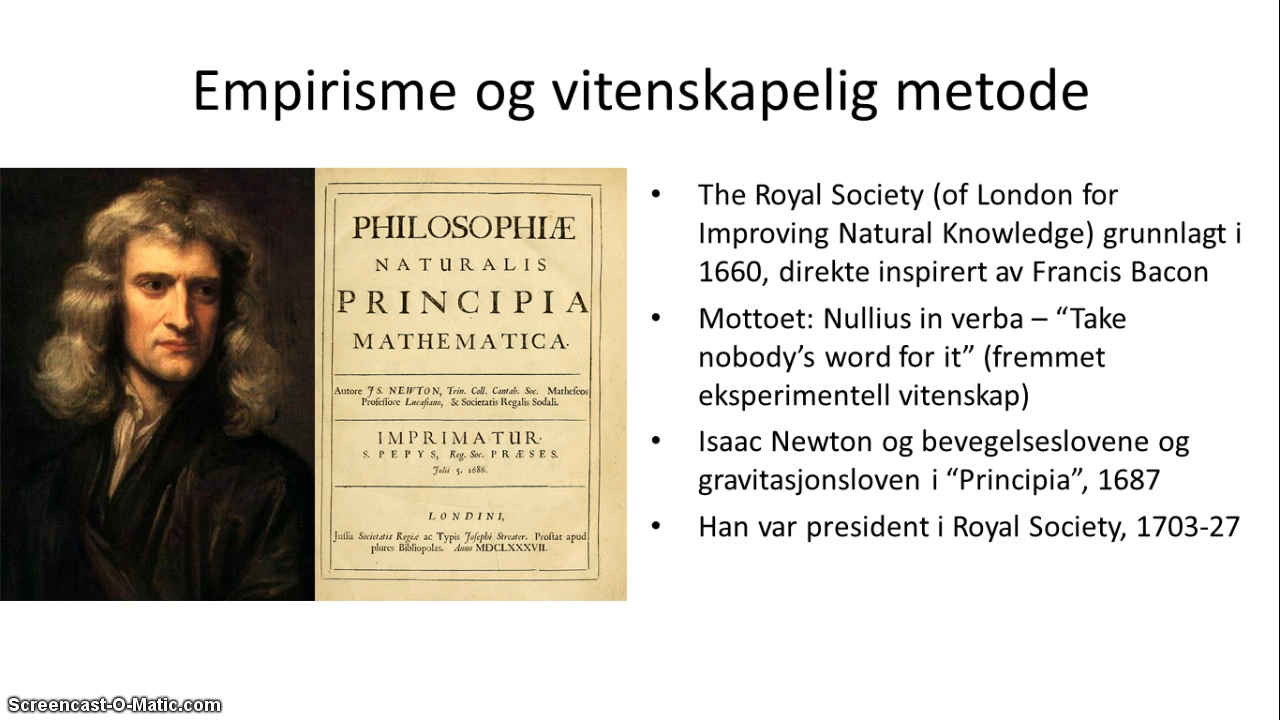 Empirisme og vitenskapelig metode
PHILOSOPHIÆ
NATURALIS
PRINCIPIA
MATHEMATICA.
Autore JS. NEWTON, Trin. Coll. Cantab. Soc. Matheseos
Professore Lucasiano, & Societatis Regalis Sodali.
IMPRIMATUR.
S. PEPYS, Reg. Soc. PRÆSES.
Julii 5. 1686.
LONDINI,
Jussu Societatis Regiæ ac Typis Josephi Streater. Prostat apud
plures Bibliopolas. Anno MDCLXXXVII.
• The Royal Society (of London for
Improving Natural Knowledge) grunnlagt i
1660, direkte inspirert av Francis Bacon
• Mottoet: Nullius in verba – “Take
nobody’s word for it” (fremmet
eksperimentell vitenskap)
• Isaac Newton og bevegelseslovene og
gravitasjonsloven i “Principia”, 1687
• Han var president i Royal Society, 1703-27
Screencast-O-Matic.com